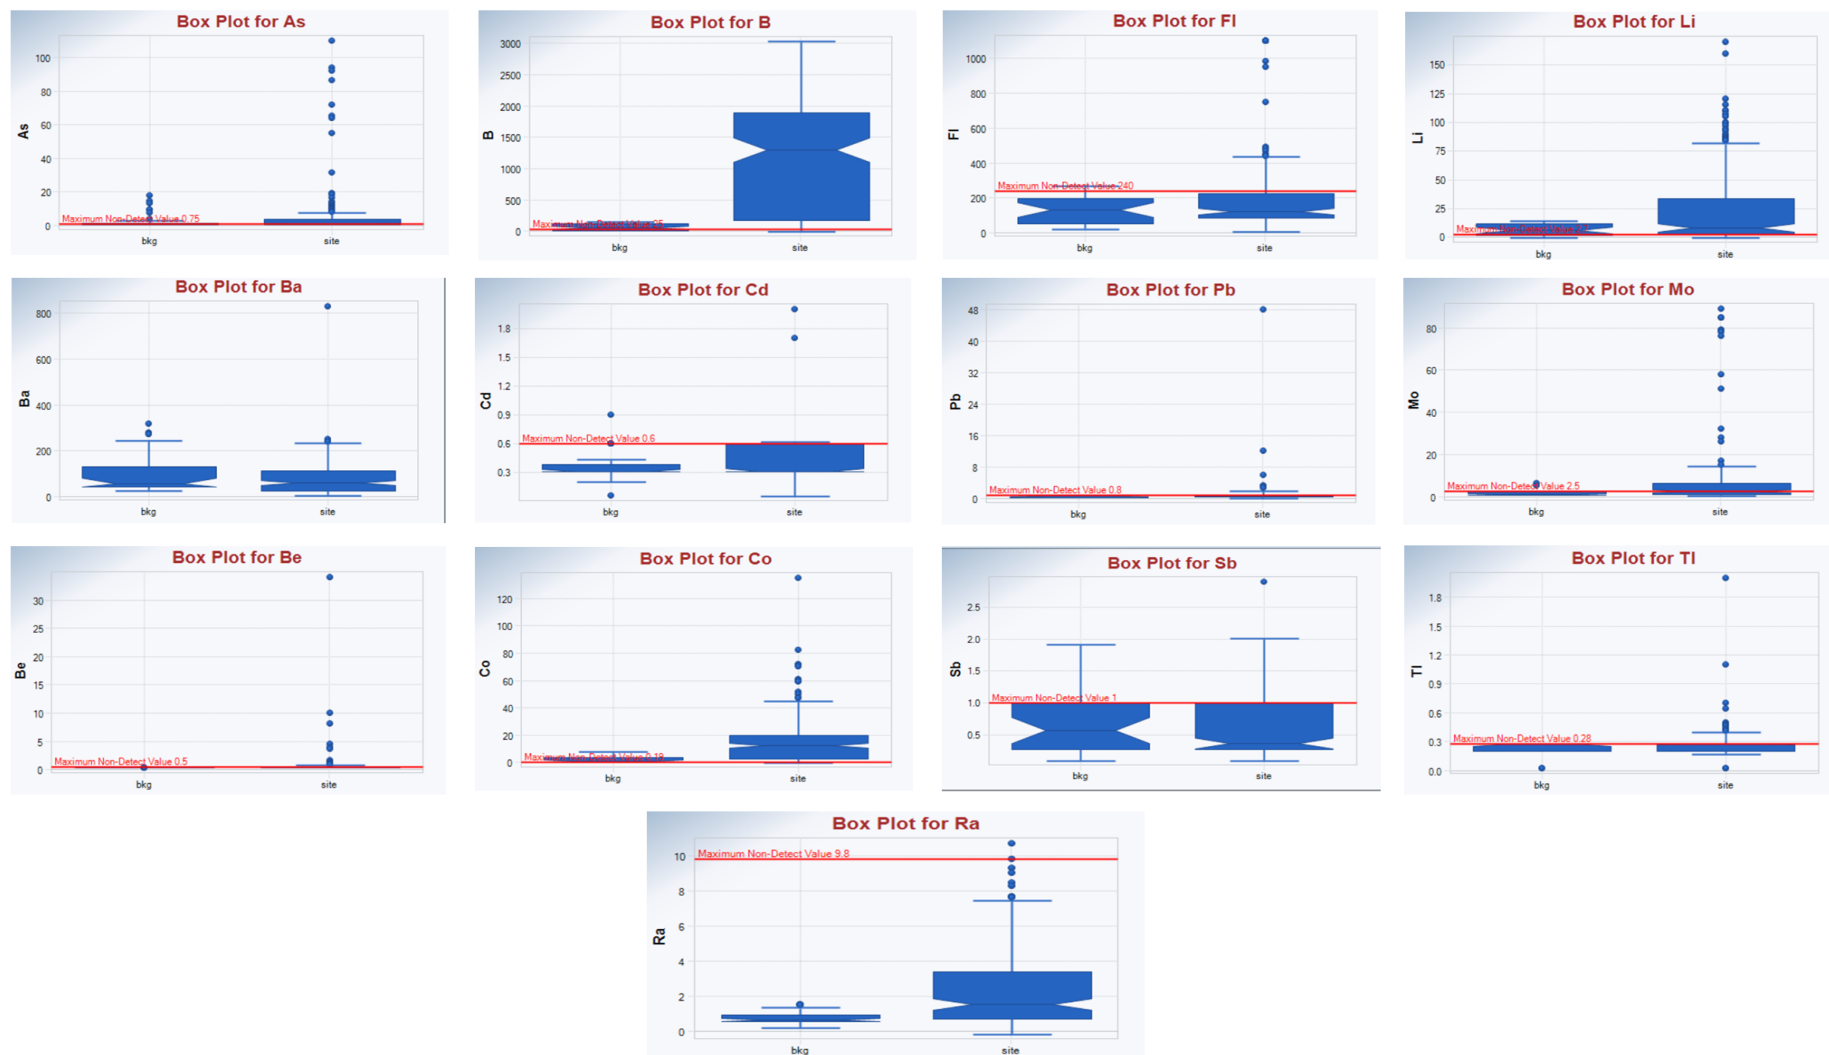 Box Plot for As
100
80
60
40
20
0
As
Maximum Non-Detect Value 0.75
bkg site
Box Plot for B
3000
2500
2000
1500
1000
500
0
B
bkg site
Box Plot for Fl
1000
800
600
400
200
0
Fl
Maximum Non-Detect Value 240
bkg site
Box Plot for Li
150
125
100
75
50
25
0
Li
bkg site
Box Plot for Ba
800
600
400
200
0
Ba
bkg site
Box Plot for Cd
1.8
1.5
1.2
0.9
0.6
0.3
Cd
Maximum Non-Detect Value 0.6
bkg site
Box Plot for Pb
48
40
32
24
16
8
0
Pb
Maximum Non-Detect Value 0.8
bkg site
Box Plot for Mo
80
60
40
20
0
Mo
Maximum Non-Detect Value 2.5
bkg site
Box Plot for Be
30
25
20
15
10
5
0
Be
Maximum Non-Detect Value 0.5
bkg site
Box Plot for Co
120
100
80
60
40
20
0
Co
Maximum Non-Detect Value 0.19
bkg site
Box Plot for Sb
2.5
2.0
1.5
1.0
0.5
Sb
Maximum Non-Detect Value 1
bkg site
Box Plot for Tl
1.8
1.5
1.2
0.9
0.6
0.3
0.0
Tl
Maximum Non-Detect Value 0.28
bkg site
Box Plot for Ra
10
8
6
4
2
0
Ra
Maximum Non-Detect Value 9.8
bkg site